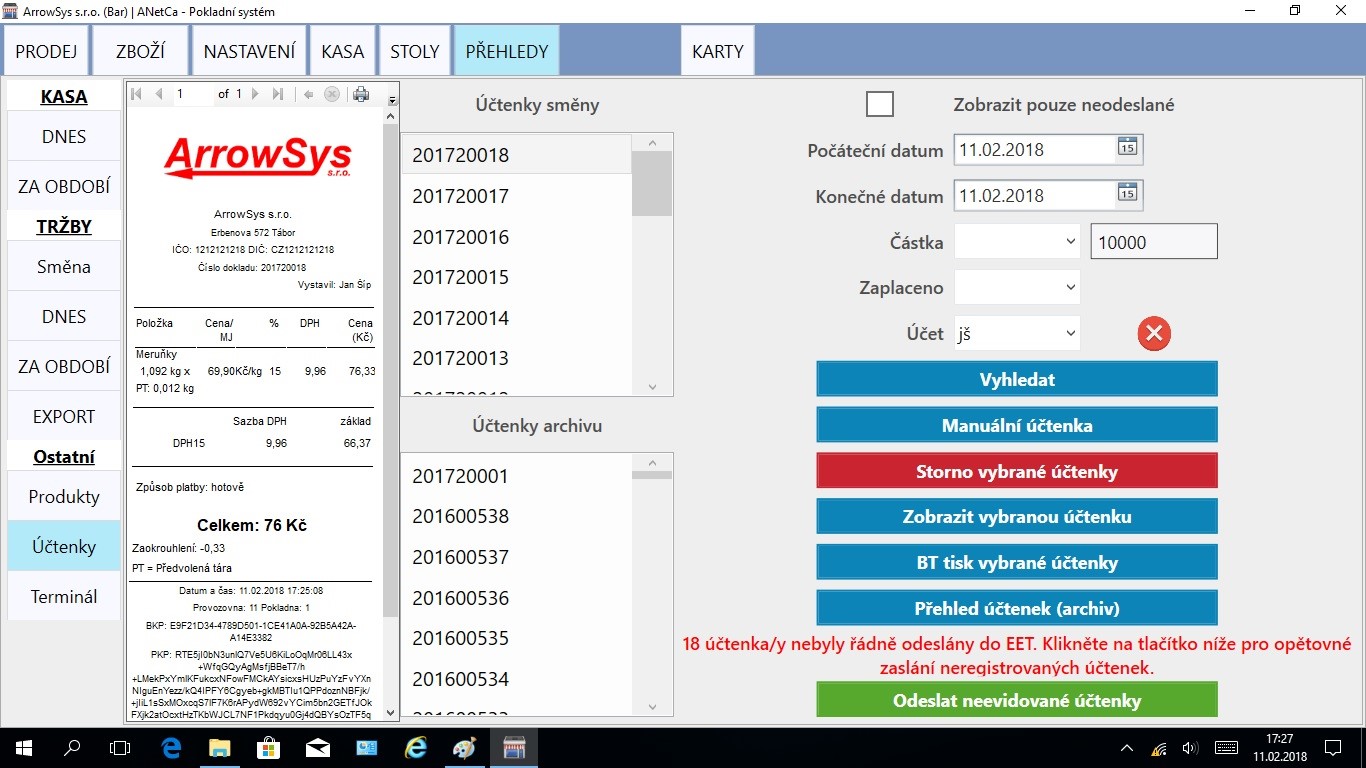 ArrowSys s.r.o. (Bar) | ANetCa - Pokladní systém
PRODEJ
ZBOŽÍ
NASTAVENÍ
KASA
STOLY
PŘEHLEDY
KARTY
KASA
DNES
ZA OBDOBÍ
TRŽBY
Směna
DNES
ZA OBDOBÍ
EXPORT
Ostatní
Produkty
Účtenky
Terminál
1 of 1
ArrowSys
s.r.o.
ArrowSys s.r.o.
Erbenova 572 Tábor
IČO: 1212121218 DIČ: CZ1212121218
Číslo dokladu: 201720018
Vystavil: Jan Šíp
Položka Cena/ % DPH Cena
MJ (Kč)
Meruňky
1,092 kg x 69,90Kč/kg 15 9,96 76,33
PT: 0,012 kg
Sazba DPH základ
DPH15 9,96 66,37
Způsob platby: hotově
Celkem: 76 Kč
Zaokrouhlení: -0,33
PT = Předvolená tára
Datum a čas: 11.02.2018 17:25:08
Provozovna: 11 Pokladna: 1
BKP: E9F21D34-4789D501-1CE41A0A-92B5A42A-
A14E3382
Účtenky směny
201720018
201720017
201720016
201720015
201720014
201720013
Účtenky archivu
201720001
201600538
201600537
201600536
201600535
201600534
Zobrazit pouze neodeslané
Počáteční datum 11.02.2018 15
Konečné datum 11.02.2018 15
Částka 10000
Zaplaceno
Účet jš
Vyhledat
Manuální účtenka
Storno vybrané účtenky
Zobrazit vybranou účtenku
BT tisk vybrané účtenky
Přehled účtenek (archiv)
18 účtenka/y nebyly řádně odeslány do EET. Klikněte na tlačítko níže pro opětovné
zaslání neregistrovaných účtenek.
Odeslat neevidované účtenky
17:27
11.02.2018